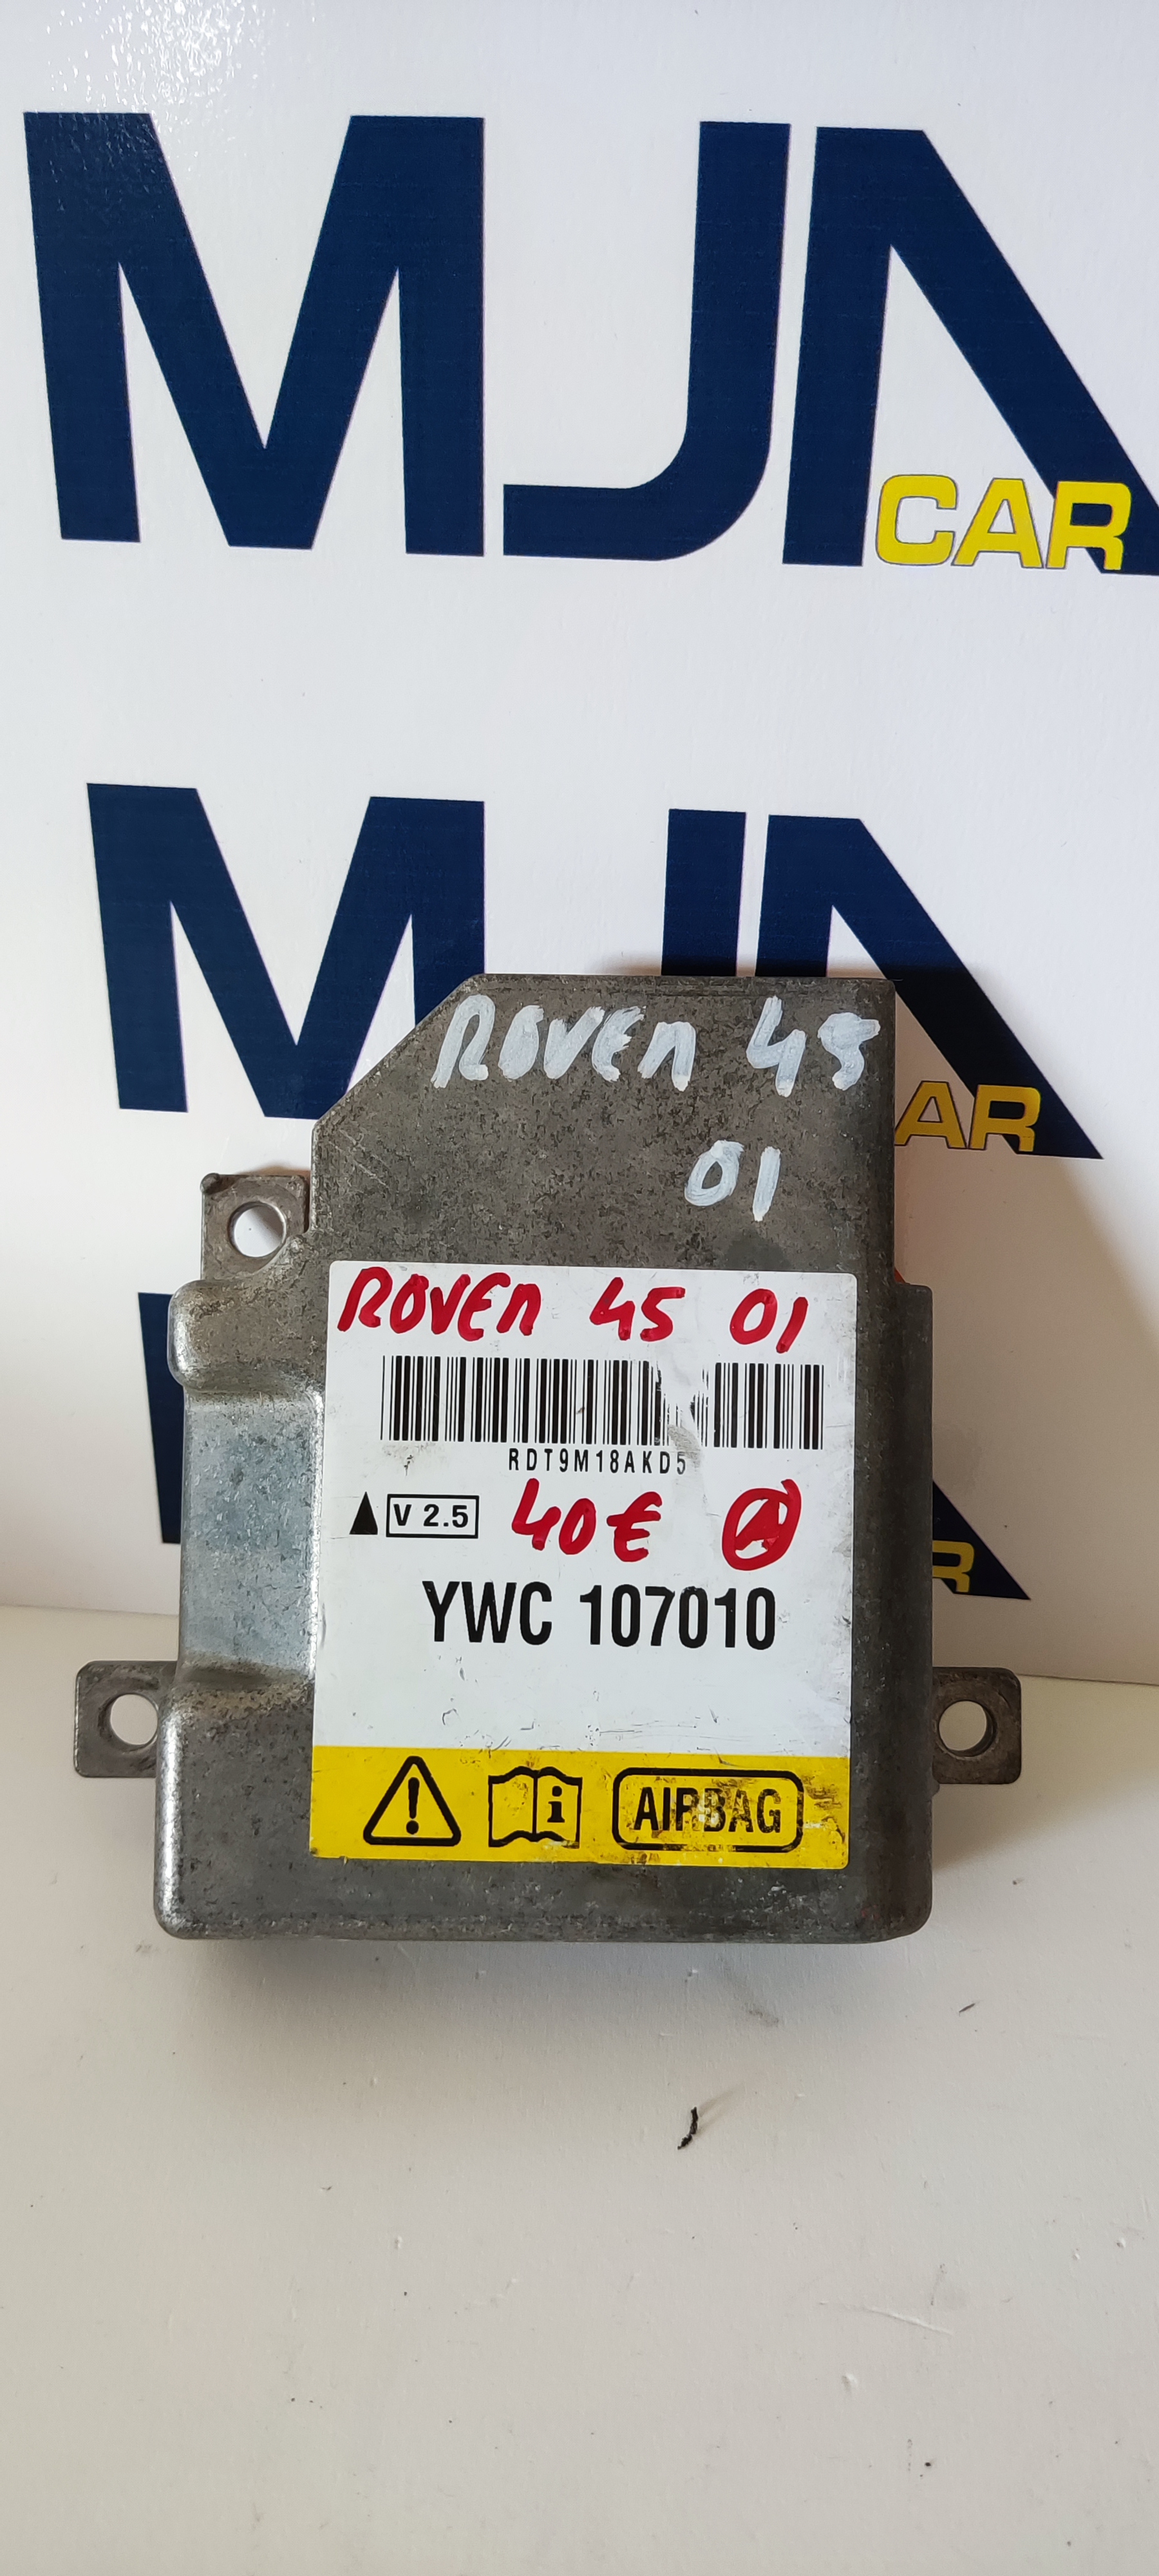 MJA
CAR
MJA
AR
ROVER 45
01
ROVER 45 01
RDT9M18AKD5
V 2.5 40€ A
YWC 107010
R
i AIRBAG